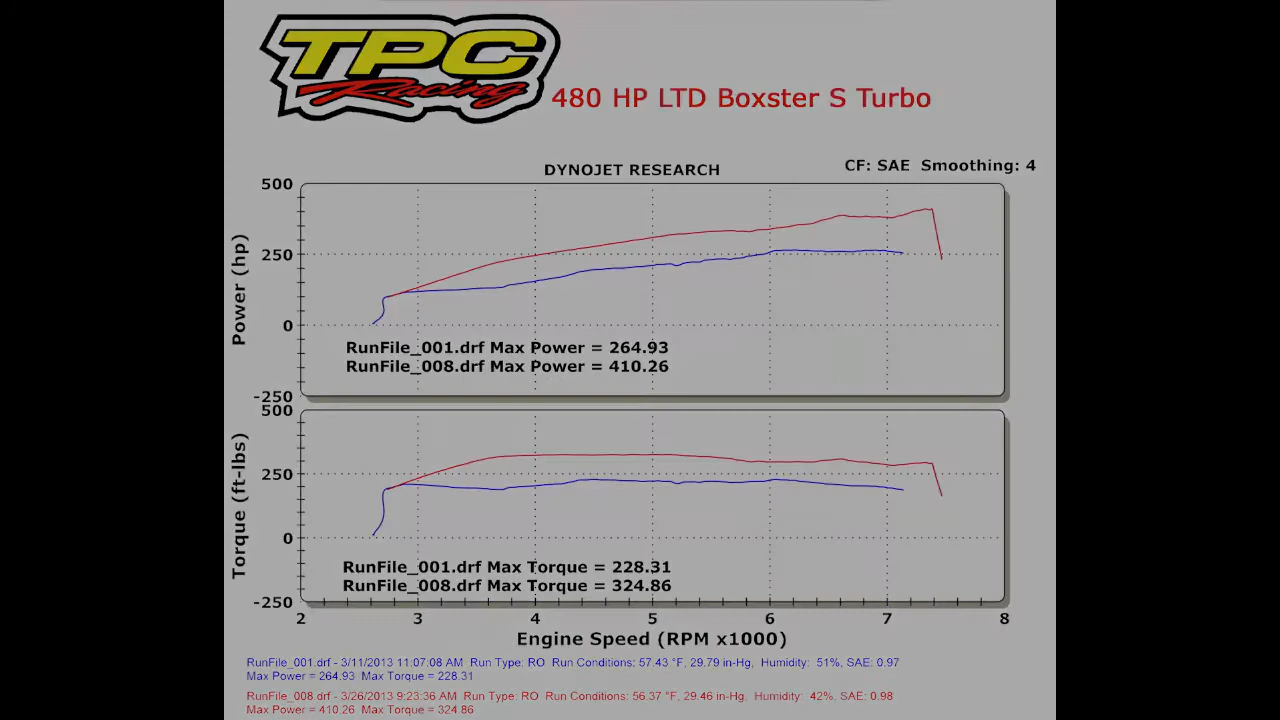 TPC
Racing
480 HP LTD Boxster S Turbo
DYNOJET RESEARCH
CF: SAE Smoothing: 4
500
250
0
-250
Power (hp)
RunFile_001.drf Max Power = 264.93
RunFile_008.drf Max Power = 410.26
500
250
0
-250
Torque (ft-lbs)
RunFile_001.drf Max Torque = 228.31
RunFile_008.drf Max Torque = 324.86
2 3 4 5 6 7 8
Engine Speed (RPM x1000)
RunFile_001.drf - 3/11/2013 11:07:08 AM Run Type: RO Run Conditions: 57.43 °F, 29.79 in-Hg, Humidity: 51%, SAE: 0.97
Max Power = 264.93 Max Torque = 228.31
RunFile_008.drf - 3/26/2013 9:23:36 AM Run Type: RO Run Conditions: 56.37 °F, 29.46 in-Hg, Humidity: 42%, SAE: 0.98
Max Power = 410.26 Max Torque = 324.86